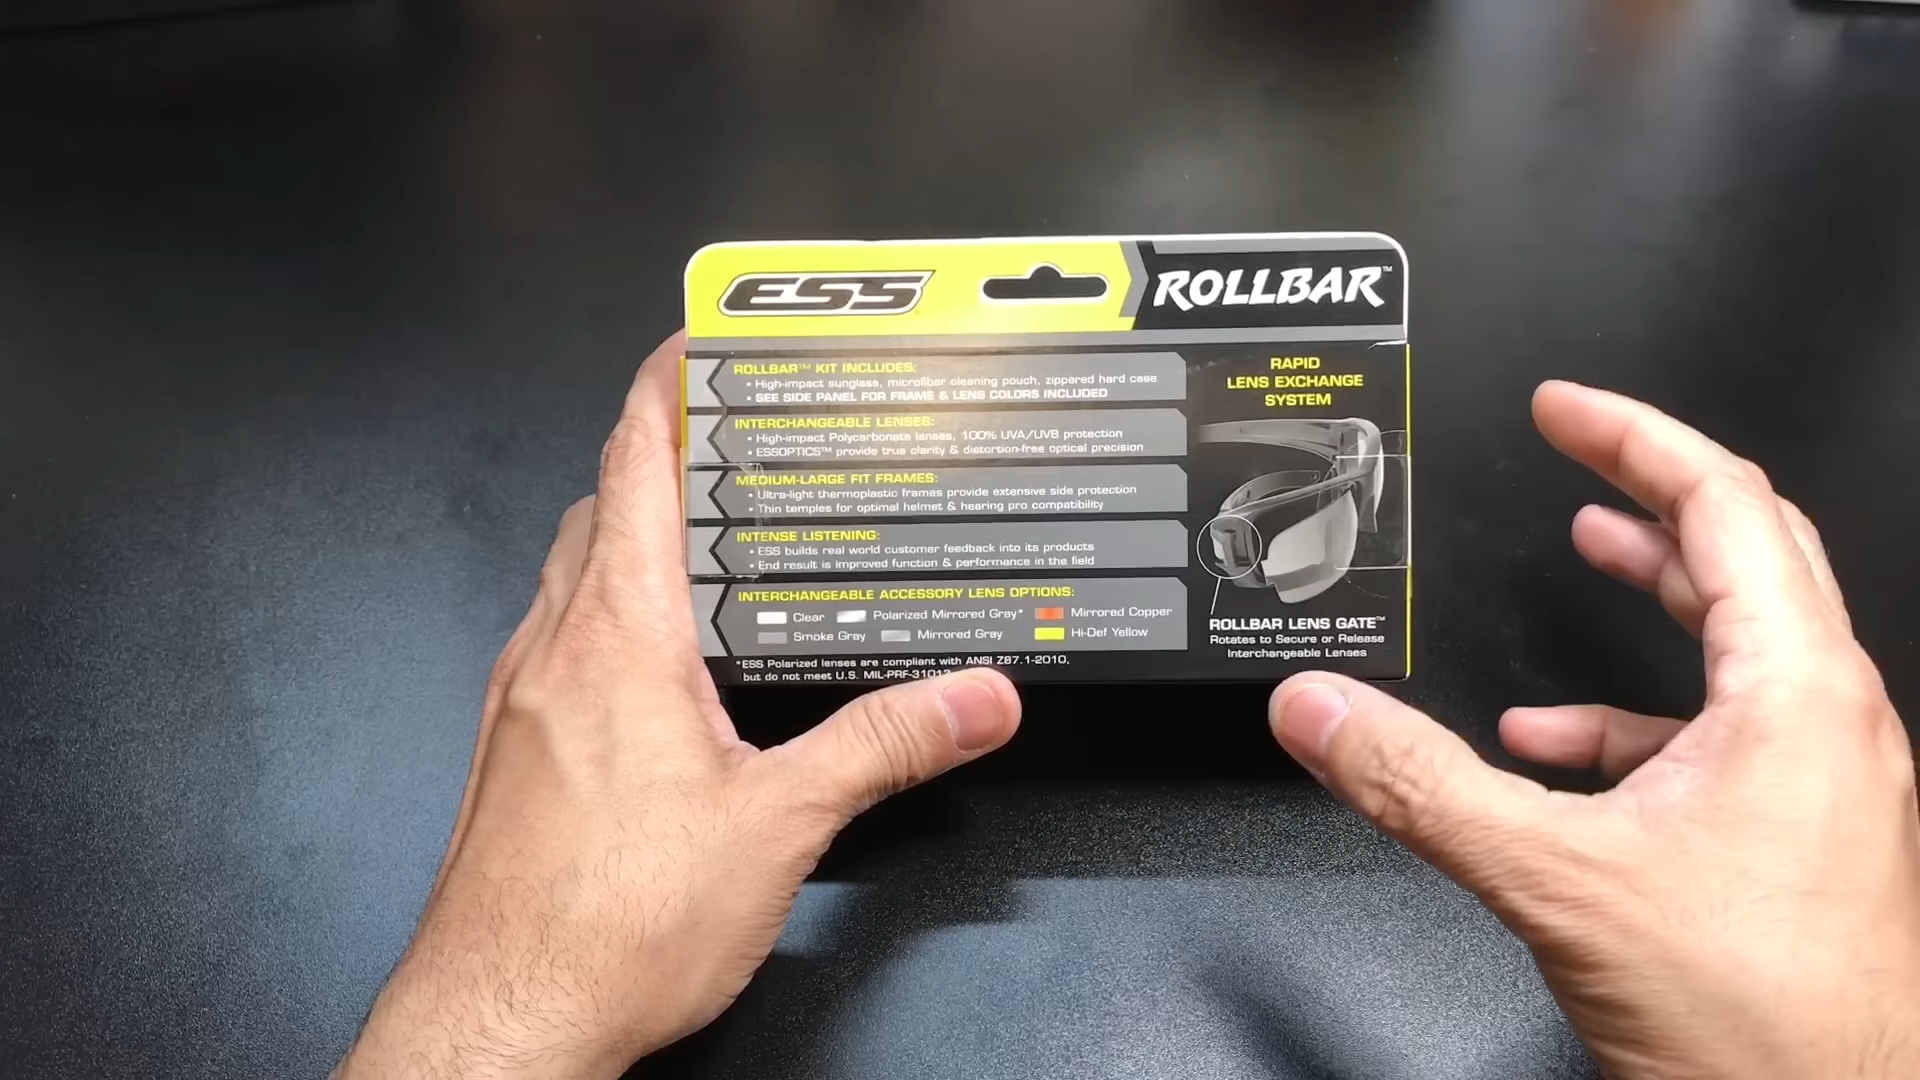 ESS
ROLLBAR™
ROLLBAR™ KIT INCLUDES:
• High-impact sunglass, microfiber cleaning pouch, zippered hard case
• SEE SIDE PANEL FOR FRAME & LENS COLORS INCLUDED
INTERCHANGEABLE LENSES:
• High-impact Polycarbonate lenses, 100% UVA/UVB protection
• ESSOPTICS™ provide true clarity & distortion-free optical precision
MEDIUM-LARGE FIT FRAMES:
• Ultra-light thermoplastic frames provide extensive side protection
• Thin temples for optimal helmet & hearing pro compatibility
INTENSE LISTENING:
• ESS builds real world customer feedback into its products
• End result is improved function & performance in the field
INTERCHANGEABLE ACCESSORY LENS OPTIONS:
Clear Polarized Mirrored Gray* Mirrored Copper
Smoke Gray Mirrored Gray Hi-Def Yellow
*ESS Polarized lenses are compliant with ANSI Z87.1-2010,
but do not meet U.S.
RAPID
LENS EXCHANGE
SYSTEM
ROLLBAR LENS GATE™
Rotates to Secure or Release
Interchangeable Lenses